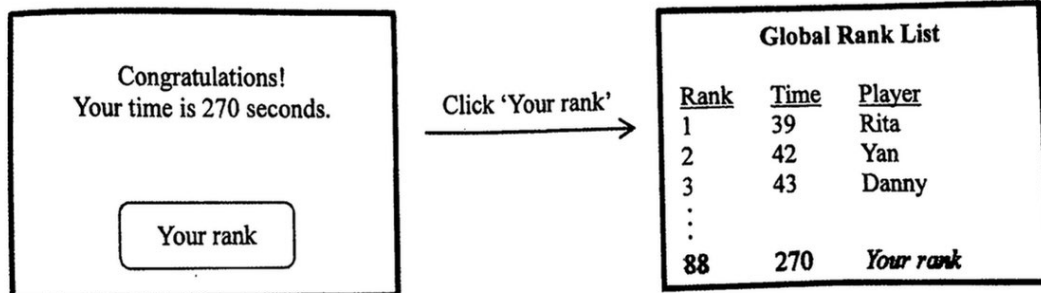 Congratulations!
Your time is 270 seconds.
Your rank
Click ‘Your rank’
Global Rank List
Rank Time Player
1 39 Rita
2 42 Yan
3 43 Danny
⋮
88 270 Your rank